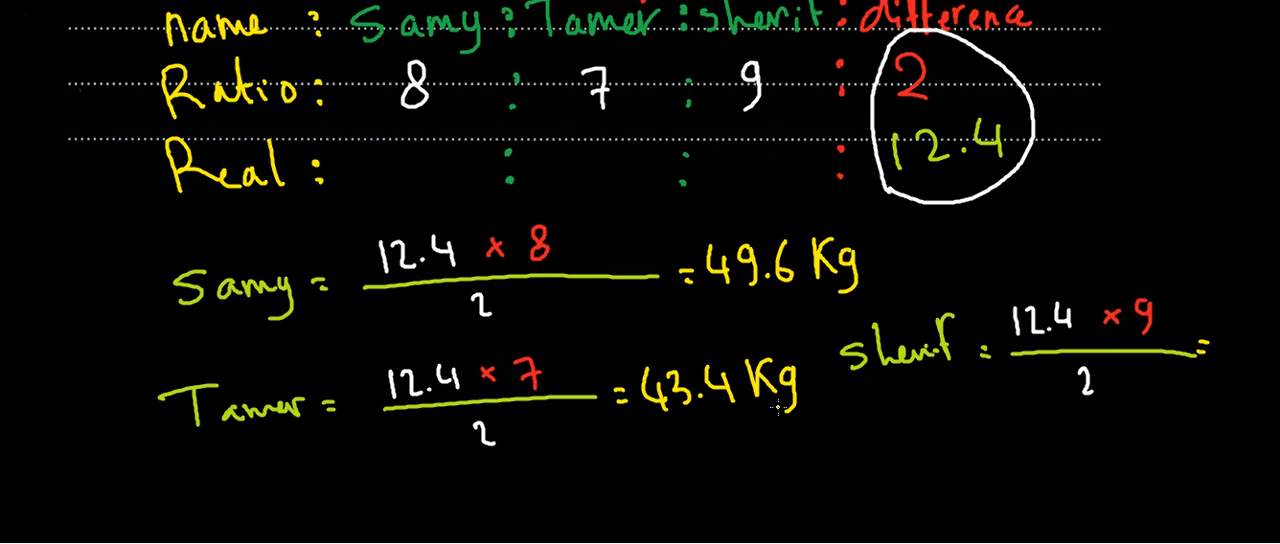 name : Samy : Tamer : sherif : difference
Ratio : 8 : 7 : 9 : 2
Real : : : : 12.4
Samy = 12.4 × 8 / 2 = 49.6 Kg
Tamer = 12.4 × 7 / 2 = 43.4 Kg
Sherif = 12.4 × 9 / 2 =